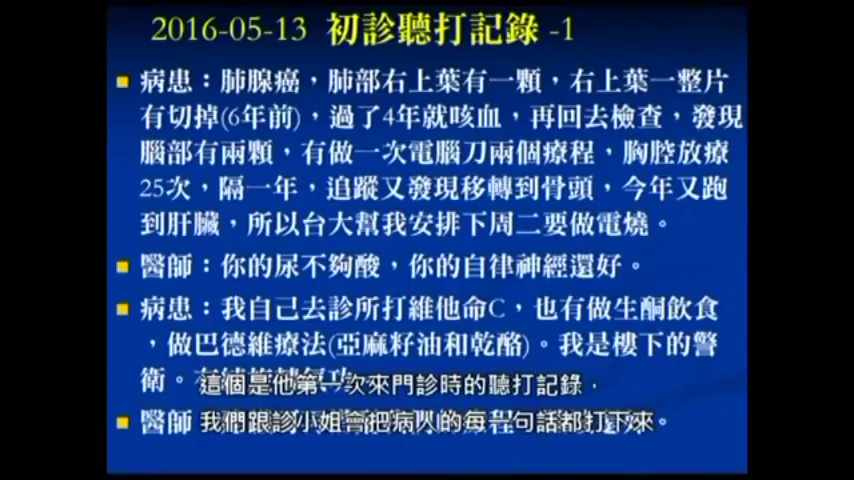 2016-05-13 初診聽打記錄 -1
病患：肺腺癌，肺部右上葉有一顆，右上葉一整片
有切掉(6年前)，過了4年就咳血，再回去檢查，發現
腦部有兩顆，有做一次電腦刀兩個療程，胸腔放療
25次，隔一年，追蹤又發現移轉到骨頭，今年又跑
到肝臟，所以台大幫我安排下周二要做電燒。
醫師：你的尿不夠酸，你的自律神經還好。
病患：我自己去診所打維他命C，也有做生酮飲食
，做巴德維療法(亞麻籽油和乾酪)。我是樓下的警
衛。
這個是他第一次來門診時的聽打記錄，
醫師
我們跟診小姐會把病人的每一句話都打下來。